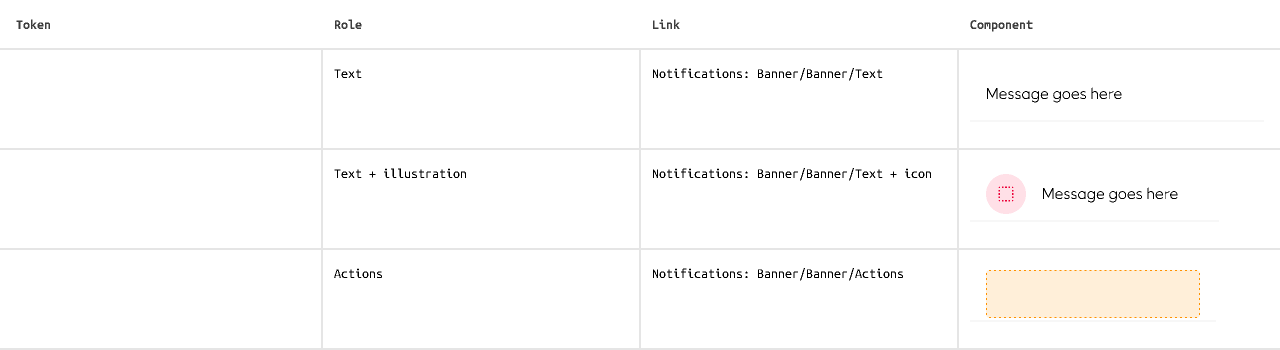 Token Role Link Component
Text Notifications: Banner/Banner/Text
Message goes here
Text + illustration Notifications: Banner/Banner/Text + icon
Message goes here
Actions Notifications: Banner/Banner/Actions